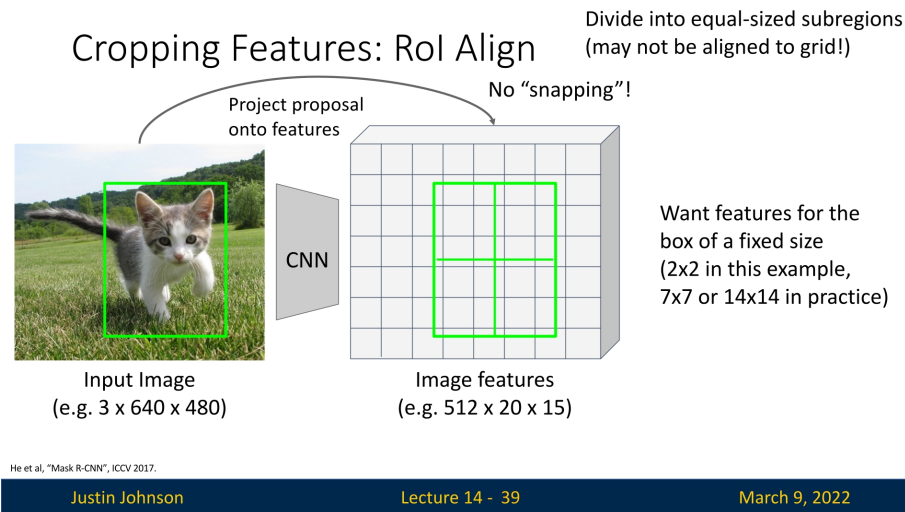 Cropping Features: RoI Align
Divide into equal-sized subregions
(may not be aligned to grid!)
No “snapping”!
Project proposal
onto features
CNN
Want features for the
box of a fixed size
(2x2 in this example,
7x7 or 14x14 in practice)
Input Image
(e.g. 3 x 640 x 480)
Image features
(e.g. 512 x 20 x 15)
He et al, “Mask R-CNN”, ICCV 2017.
Justin Johnson
Lecture 14 - 39
March 9, 2022